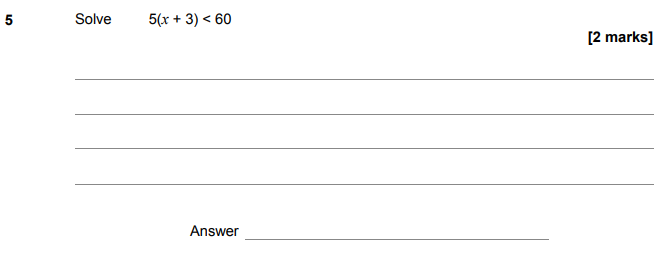 5 Solve 5(x + 3) < 60
[2 marks]
Answer